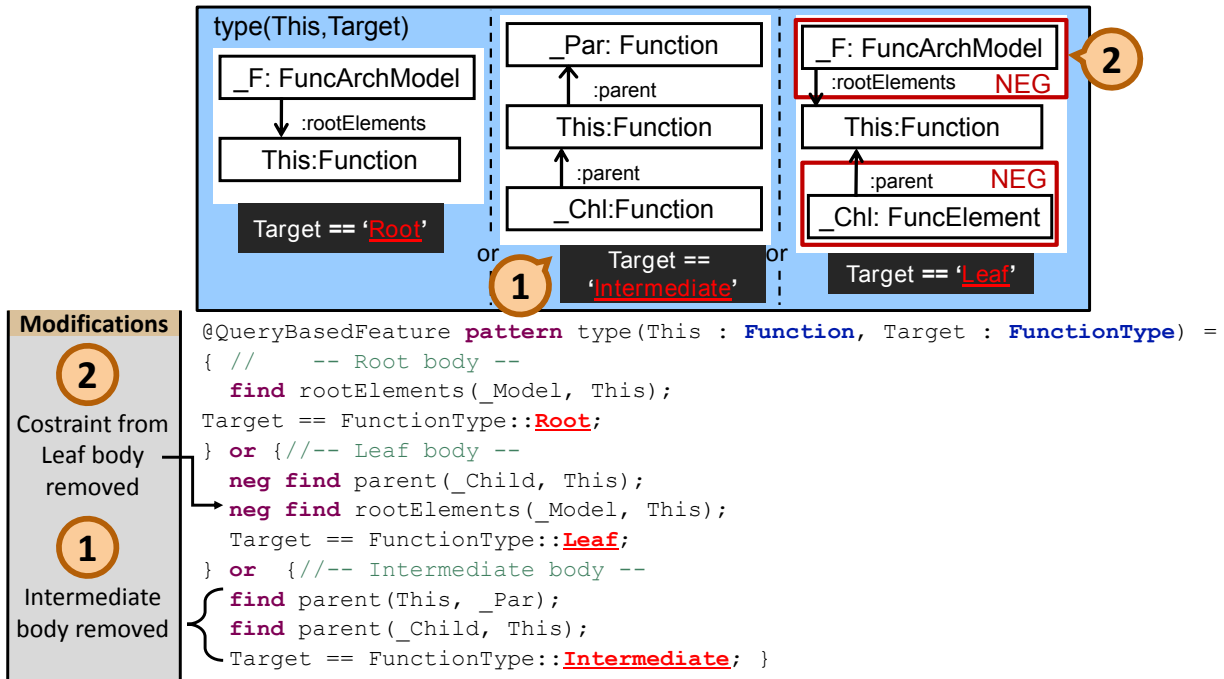 type(This,Target)
_F: FuncArchModel
:rootElements
This:Function
Target == ‘Root’
or
_Par: Function
:parent
This:Function
:parent
_Chl:Function
1
Target ==
‘Intermediate’
or
_F: FuncArchModel
:rootElements NEG
2
This:Function
:parent NEG
_Chl: FuncElement
Target == ‘Leaf’
Modifications
2
Costraint from
Leaf body
removed
1
Intermediate
body removed
@QueryBasedFeature pattern type(This : Function, Target : FunctionType) =
{ // -- Root body --
find rootElements(_Model, This);
Target == FunctionType::Root;
} or {//-- Leaf body --
neg find parent(_Child, This);
neg find rootElements(_Model, This);
Target == FunctionType::Leaf;
} or {//-- Intermediate body --
find parent(This, _Par);
find parent(_Child, This);
Target == FunctionType::Intermediate; }